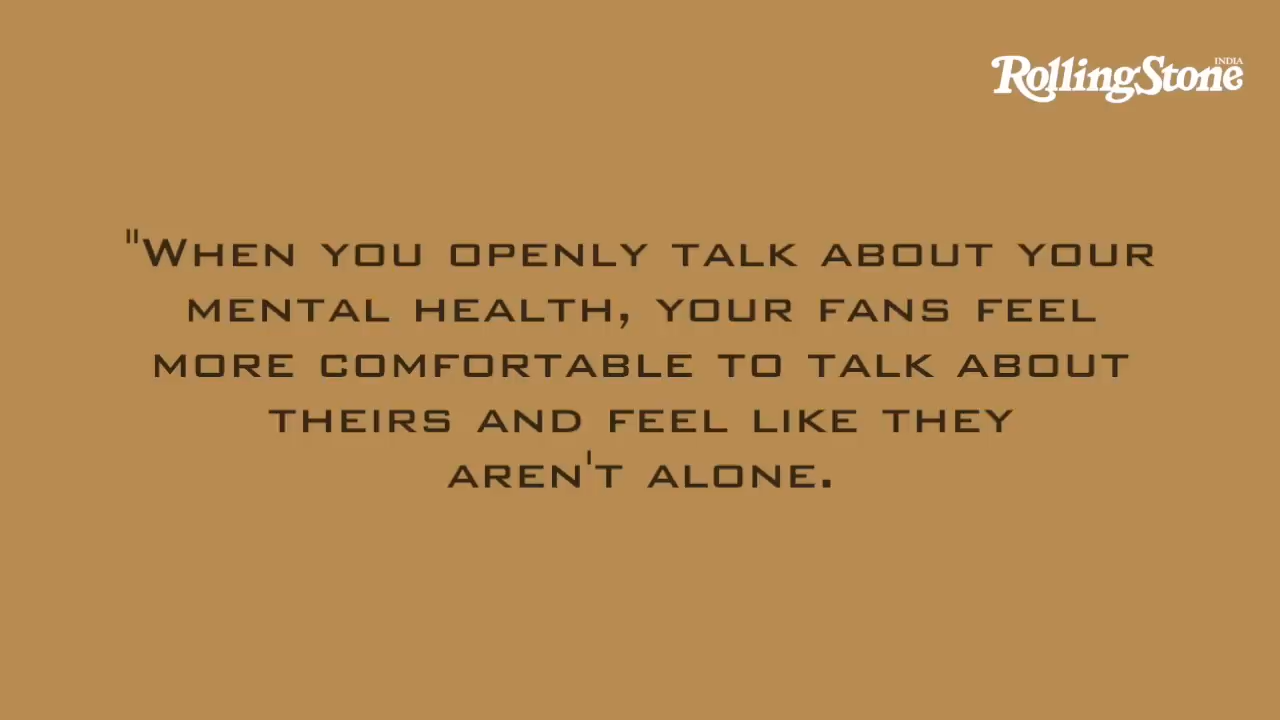 RollingStone
INDIA
"WHEN YOU OPENLY TALK ABOUT YOUR
MENTAL HEALTH, YOUR FANS FEEL
MORE COMFORTABLE TO TALK ABOUT
THEIRS AND FEEL LIKE THEY
AREN'T ALONE.